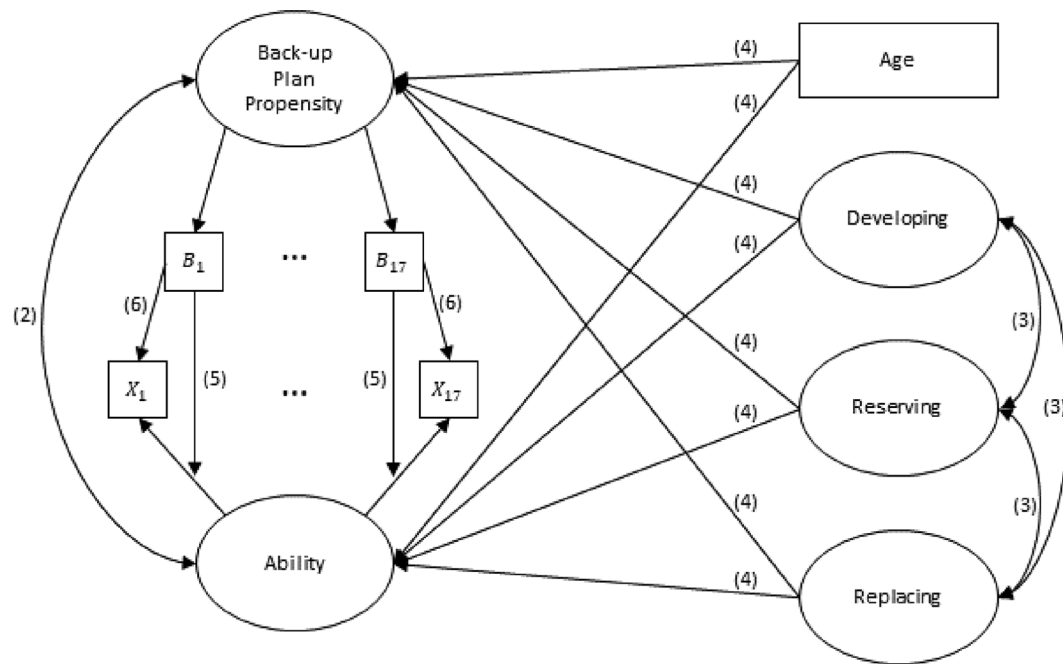 Back-up
Plan
Propensity
(4)
Age
(4)
(4)
Developing
B₁
...
B₁₇
(4)
(6)
(6)
(2)
(3)
(4)
X₁
(5)
...
(5)
X₁₇
Reserving
(3)
(4)
(4)
(3)
Ability
(4)
Replacing